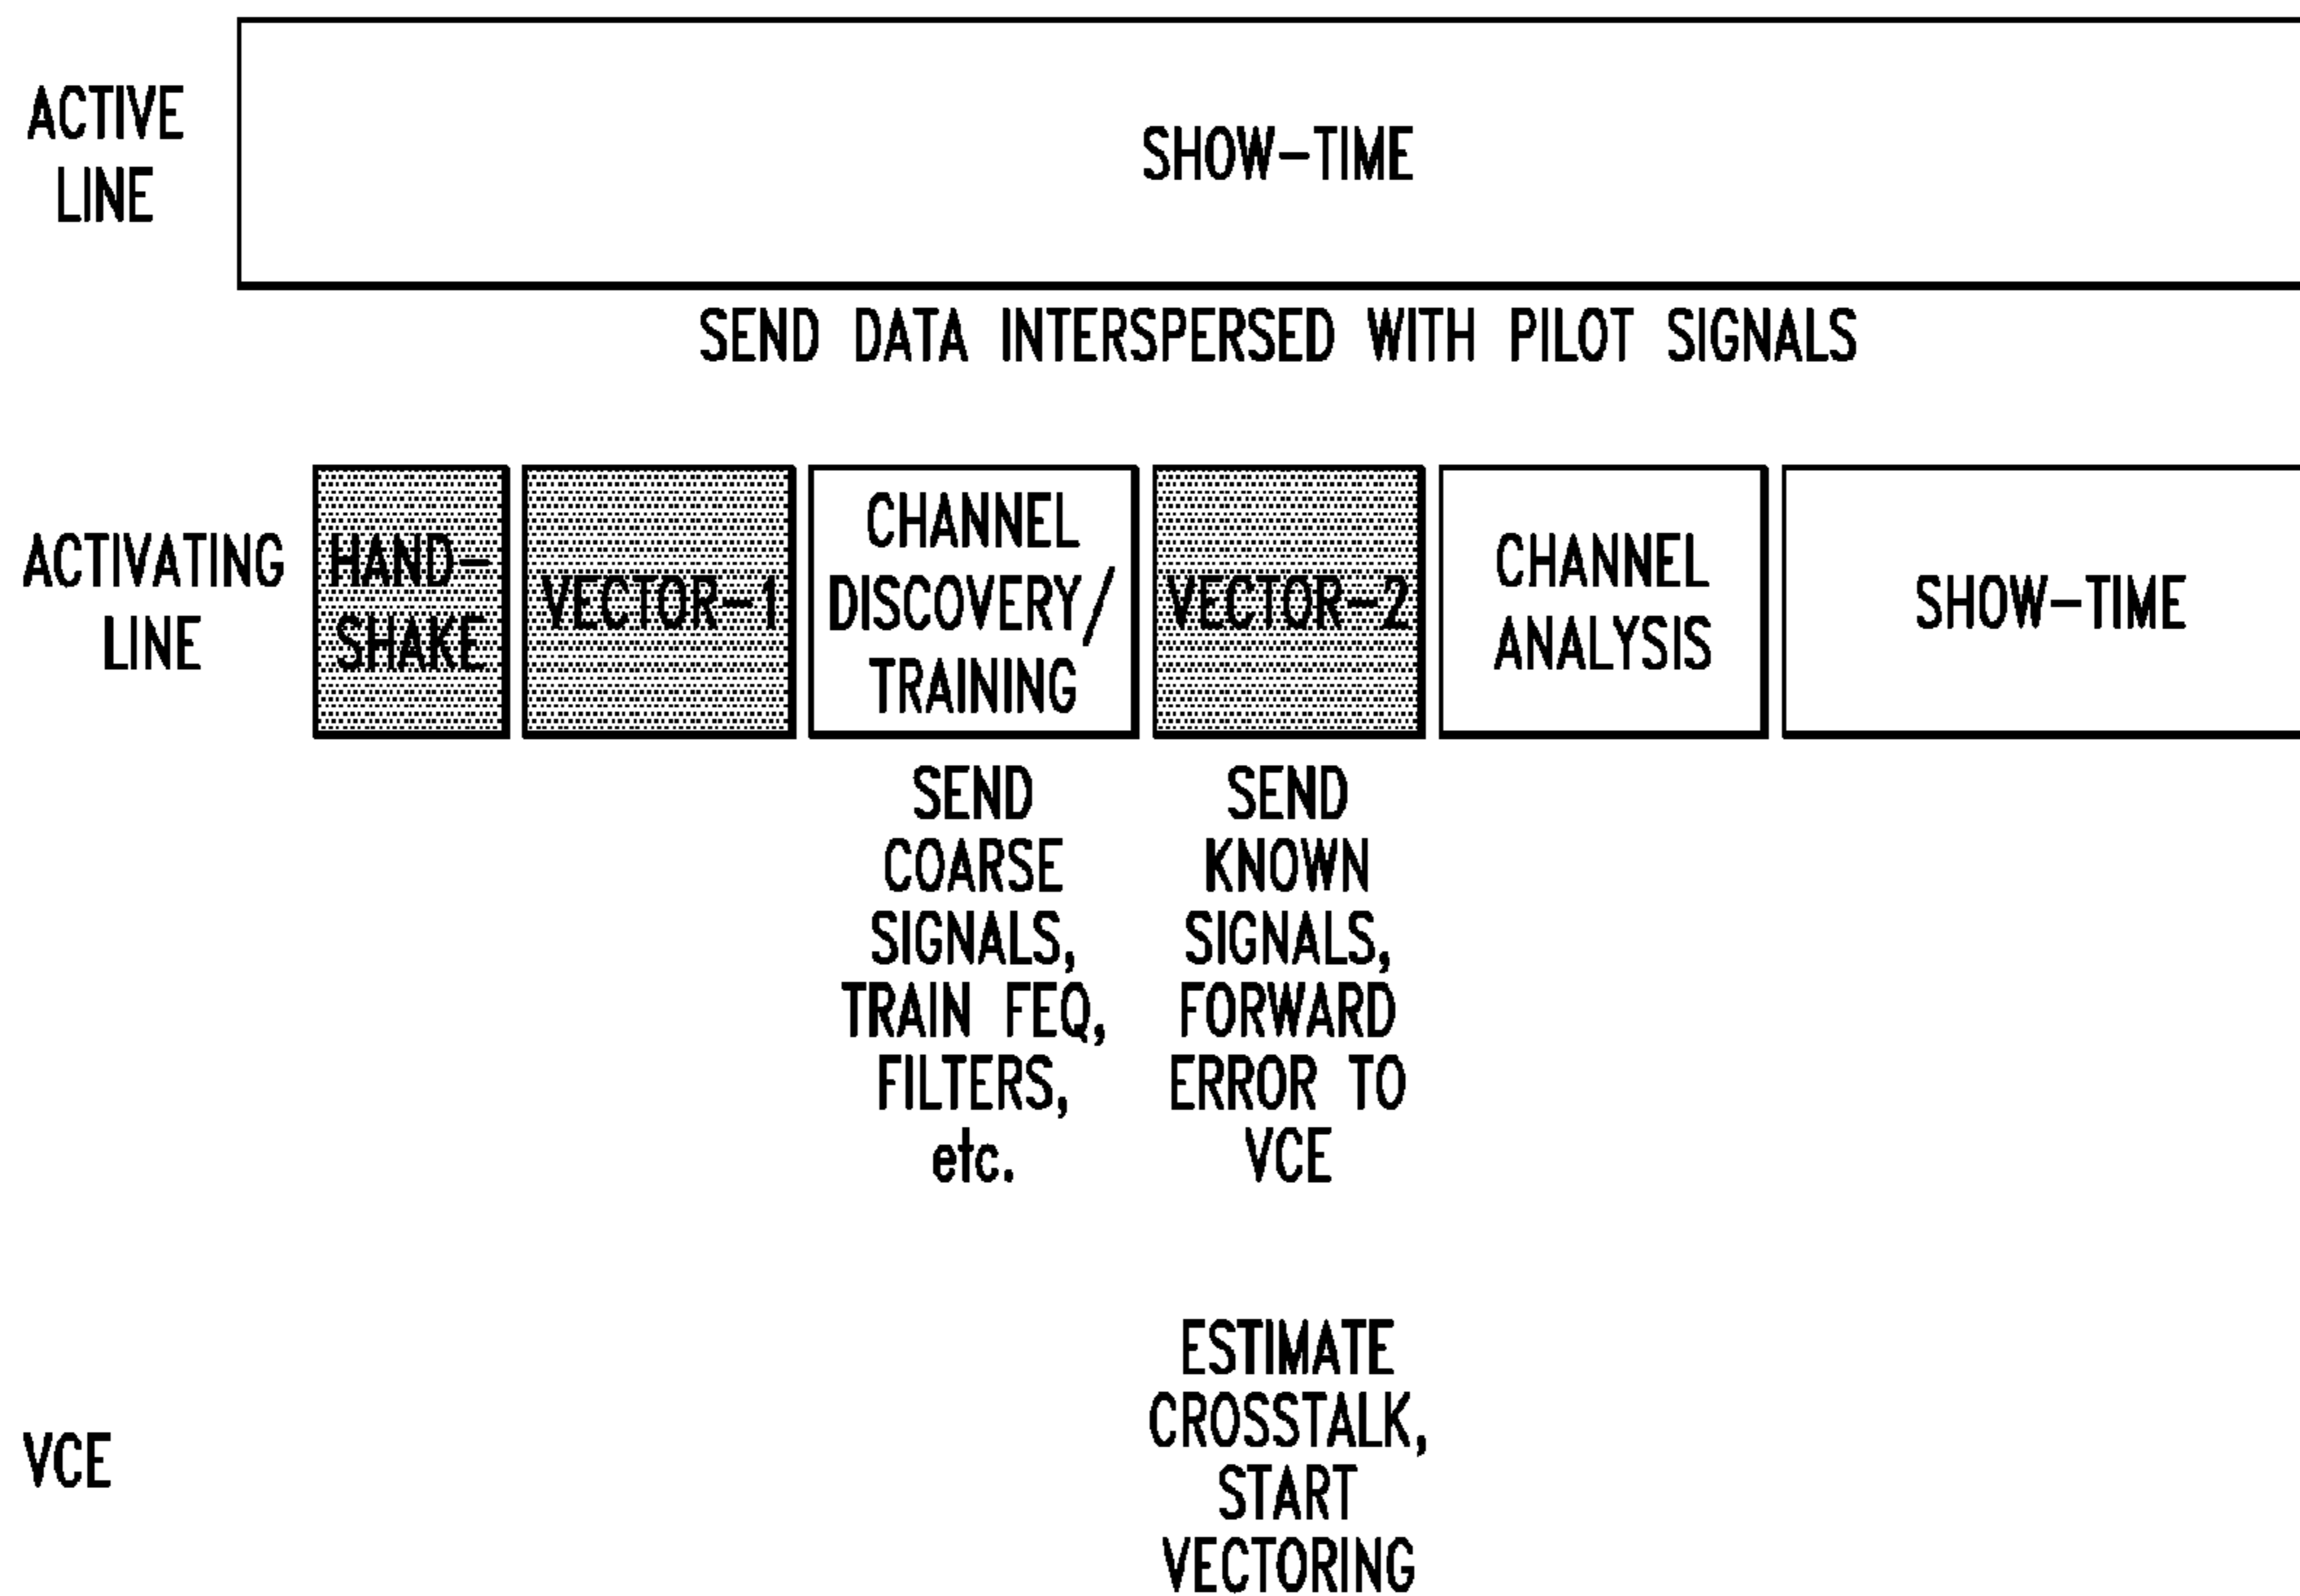 ACTIVE
LINE
SHOW-TIME
SEND DATA INTERSPERSED WITH PILOT SIGNALS
ACTIVATING
LINE
HAND-
SHAKE
VECTOR-1
CHANNEL
DISCOVERY/
TRAINING
VECTOR-2
CHANNEL
ANALYSIS
SHOW-TIME
SEND
COARSE
SIGNALS,
TRAIN FEQ,
FILTERS,
etc.
SEND
KNOWN
SIGNALS,
FORWARD
ERROR TO
VCE
VCE
ESTIMATE
CROSSTALK,
START
VECTORING